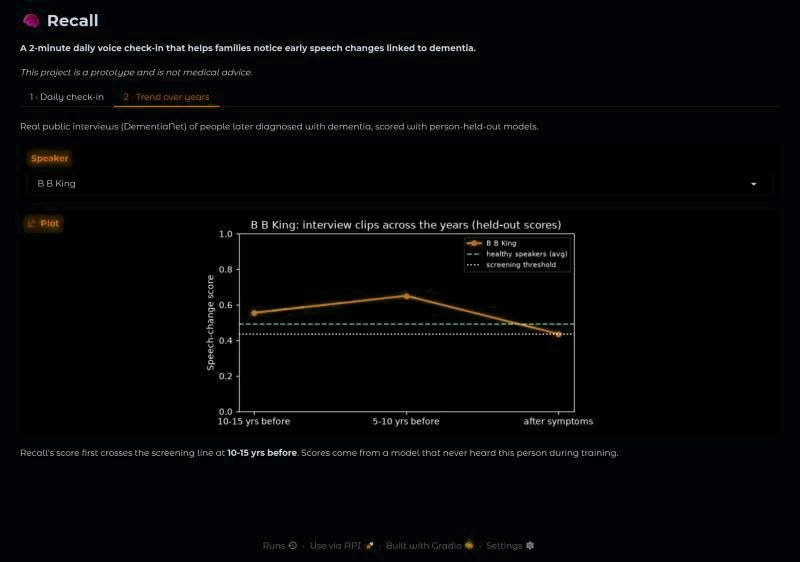 Recall
A 2-minute daily voice check-in that helps families notice early speech changes linked to dementia.
This project is a prototype and is not medical advice.
1 · Daily check-in
2 · Trend over years
Real public interviews (DementiaNet) of people later diagnosed with dementia, scored with person-held-out models.
Speaker
B B King
Plot
B B King: interview clips across the years (held-out scores)
B B King
healthy speakers (avg)
screening threshold
Speech-change score
1.0
0.8
0.6
0.4
0.2
0.0
10-15 yrs before
5-10 yrs before
after symptoms
Recall's score first crosses the screening line at 10-15 yrs before. Scores come from a model that never heard this person during training.
Runs · Use via API · Built with Gradio · Settings